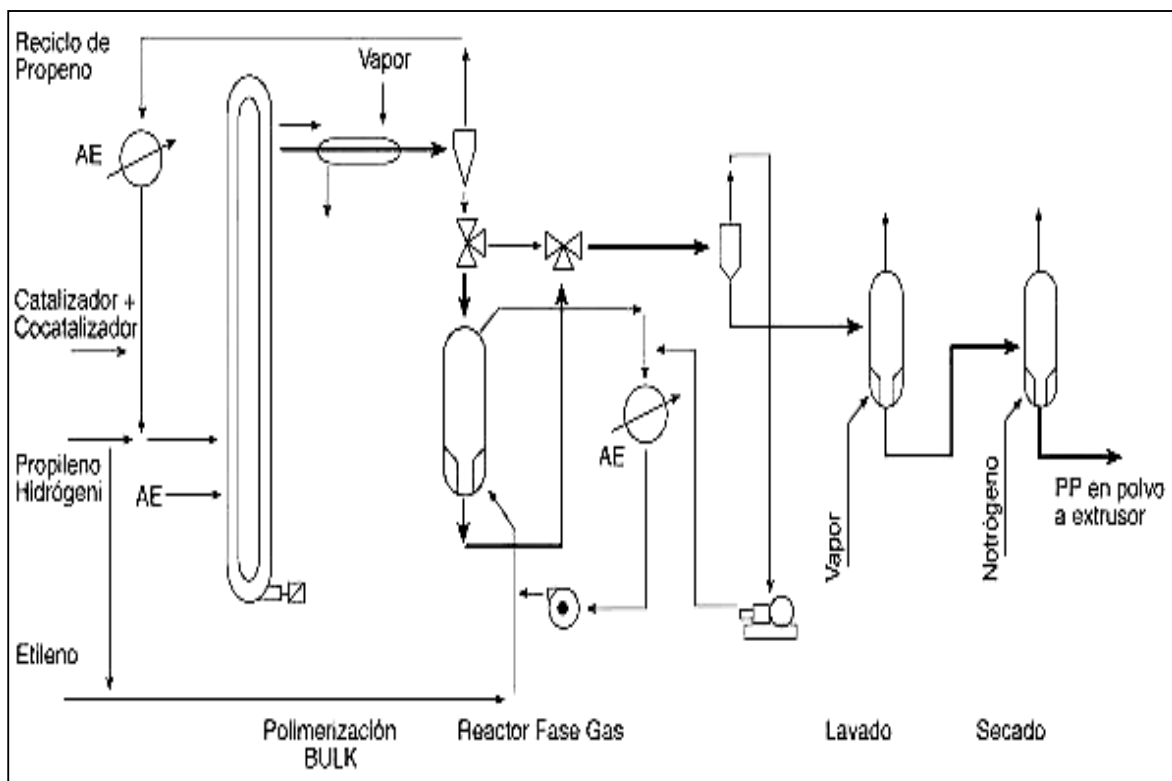 Reciclo de
Propeno
Vapor
AE
Catalizador +
Cocatalizador
Propileno
Hidrógeni
AE
AE
Vapor
Notrógeno
PP en polvo
a extrusor
Etileno
Polimerización
BULK
Reactor Fase Gas
Lavado
Secado